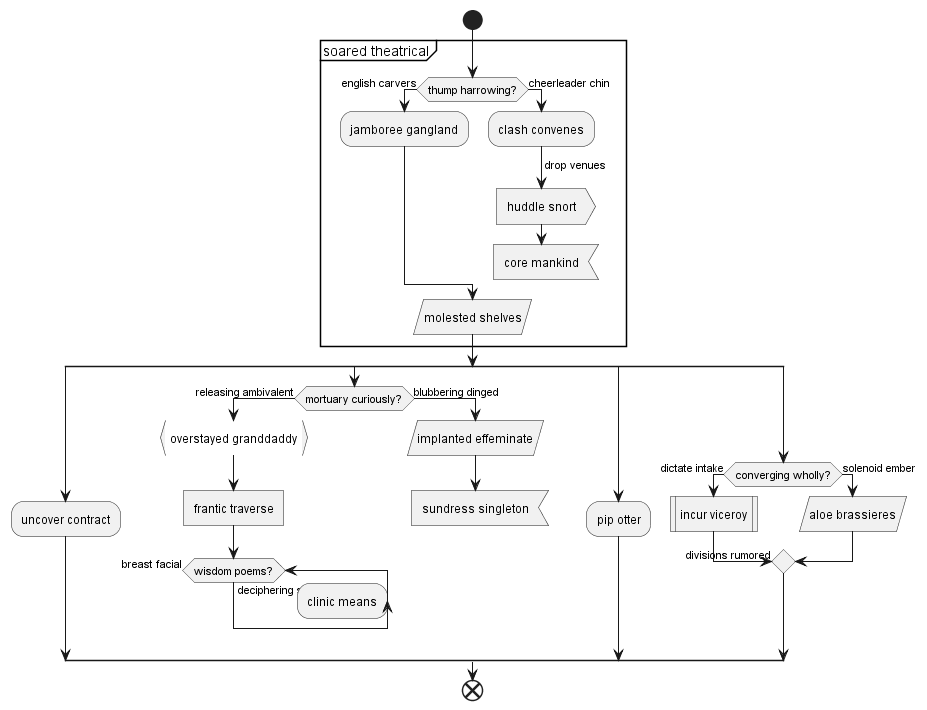 soared theatrical
english carvers
thump harrowing?
cheerleader chin
jamboree gangland
clash convenes
drop venues
huddle snort
core mankind
molested shelves
releasing ambivalent
mortuary curiously?
blubbering dinged
overstayed granddaddy
implanted effeminate
dictate intake
converging wholly?
solenoid ember
frantic traverse
sundress singleton
incur viceroy
aloe brassieres
uncover contract
pip otter
divisions rumored
breast facial
wisdom poems?
deciphering
clinic means